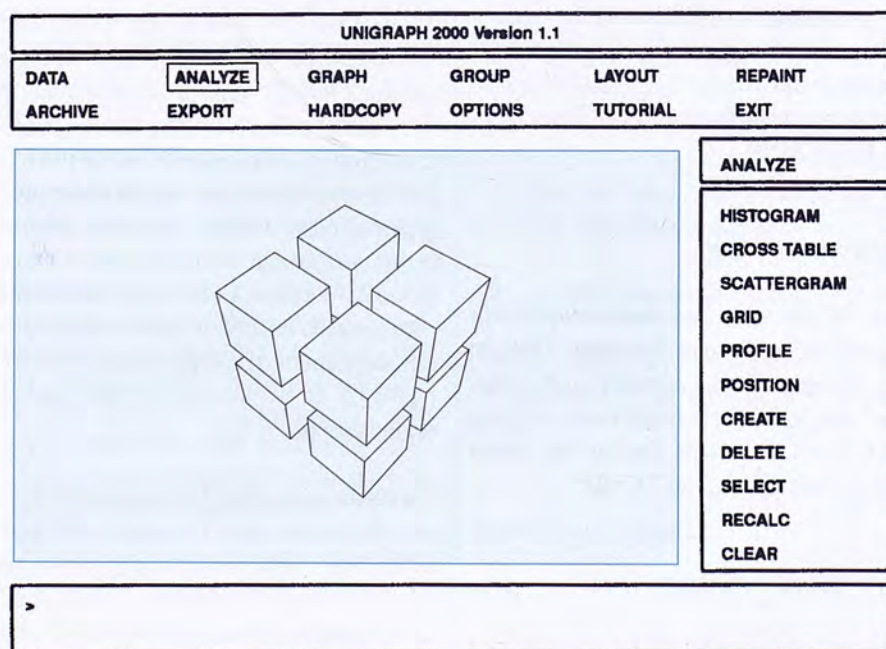 UNIGRAPH 2000 Version 1.1
DATA ANALYZE GRAPH GROUP LAYOUT REPAINT
ARCHIVE EXPORT HARDCOPY OPTIONS TUTORIAL EXIT
ANALYZE
HISTOGRAM
CROSS TABLE
SCATTERGRAM
GRID
PROFILE
POSITION
CREATE
DELETE
SELECT
RECALC
CLEAR
>